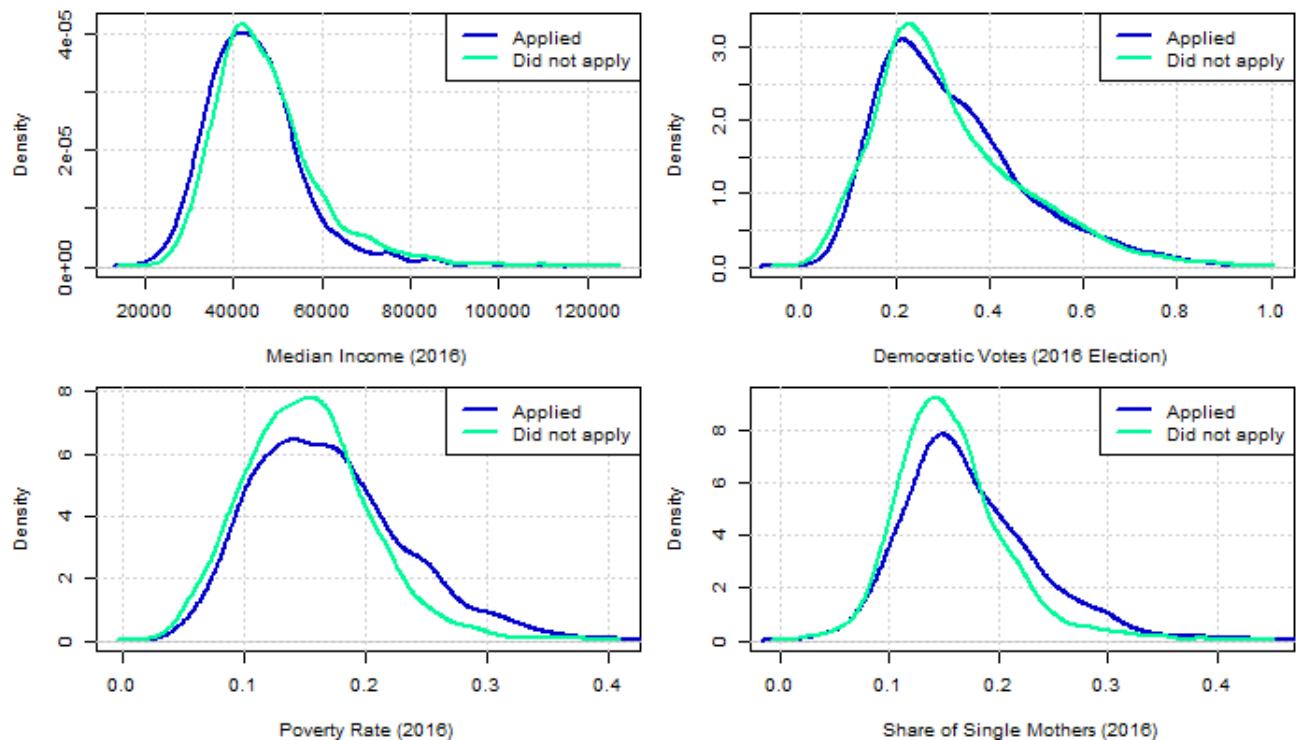 Applied
Did not apply
Density
0e+00
2e-05
4e-05
20000 40000 60000 80000 100000 120000
Median Income (2016)
Applied
Did not apply
Density
0.0
1.0
2.0
3.0
0.0 0.2 0.4 0.6 0.8 1.0
Democratic Votes (2016 Election)
Applied
Did not apply
Density
0
2
4
6
8
0.0 0.1 0.2 0.3 0.4
Poverty Rate (2016)
Applied
Did not apply
Density
0
2
4
6
8
0.0 0.1 0.2 0.3 0.4
Share of Single Mothers (2016)